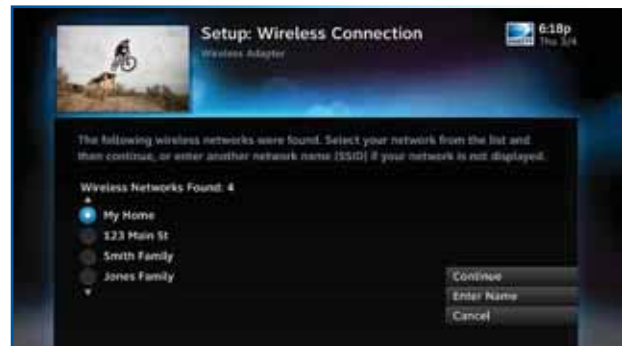 Setup: Wireless Connection
Wireless Adapter
6:18p
Thu 5/4
The following wireless networks were found. Select your network from the list and
then continue, or enter another network name (SSID) if your network is not displayed.
Wireless Networks Found: 4
My Home
123 Main St
Smith Family
Jones Family
Continue
Enter Name
Cancel